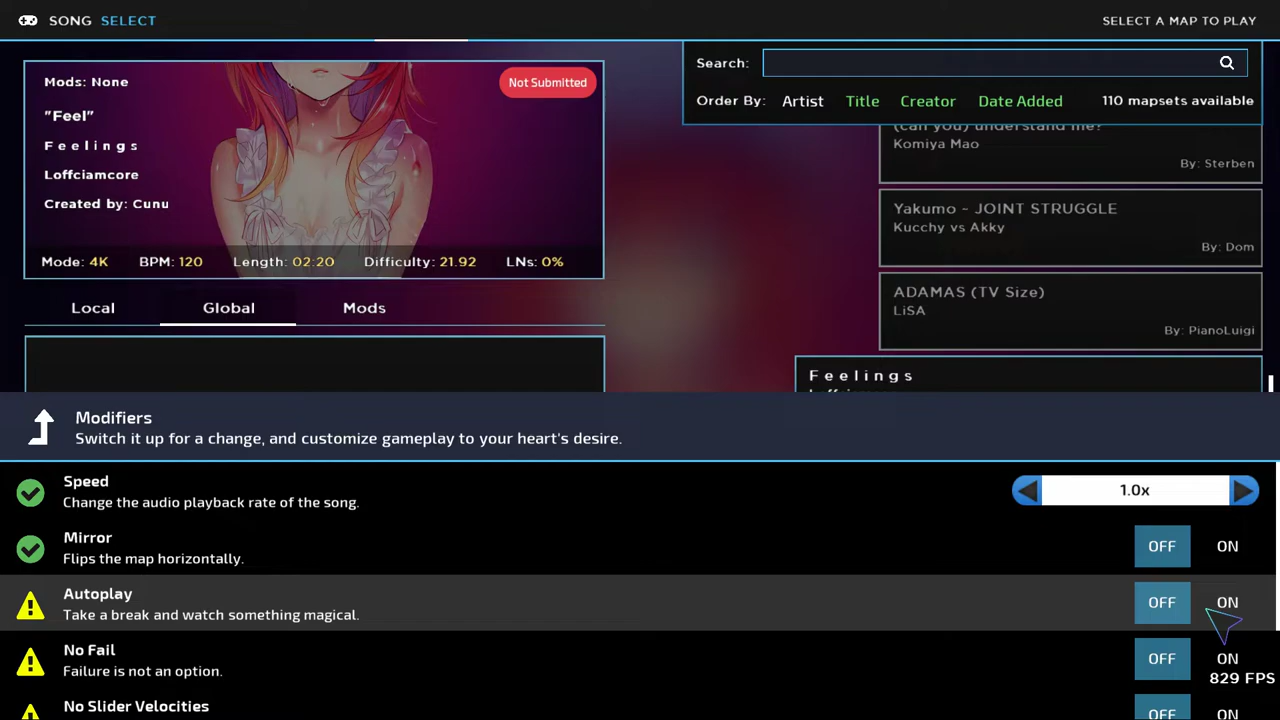 SONG SELECT
SELECT A MAP TO PLAY
Mods: None
Not Submitted
"Feel"
F e e l i n g s
Loffciamcore
Created by: Cunu
Mode: 4K BPM: 120 Length: 02:20 Difficulty: 21.92 LNs: 0%
Search:
Order By: Artist Title Creator Date Added 110 mapsets available
(can you) understand me?
Komiya Mao
By: Sterben
Yakumo ~ JOINT STRUGGLE
Kucchy vs Akky
By: Dom
ADAMAS (TV Size)
LiSA
By: PianoLuigi
F e e l i n g s
Local Global Mods
Modifiers
Switch it up for a change, and customize gameplay to your heart's desire.
Speed
Change the audio playback rate of the song.
1.0x
Mirror
Flips the map horizontally.
OFF ON
Autoplay
Take a break and watch something magical.
OFF ON
No Fail
Failure is not an option.
OFF ON
829 FPS
No Slider Velocities
OFF ON